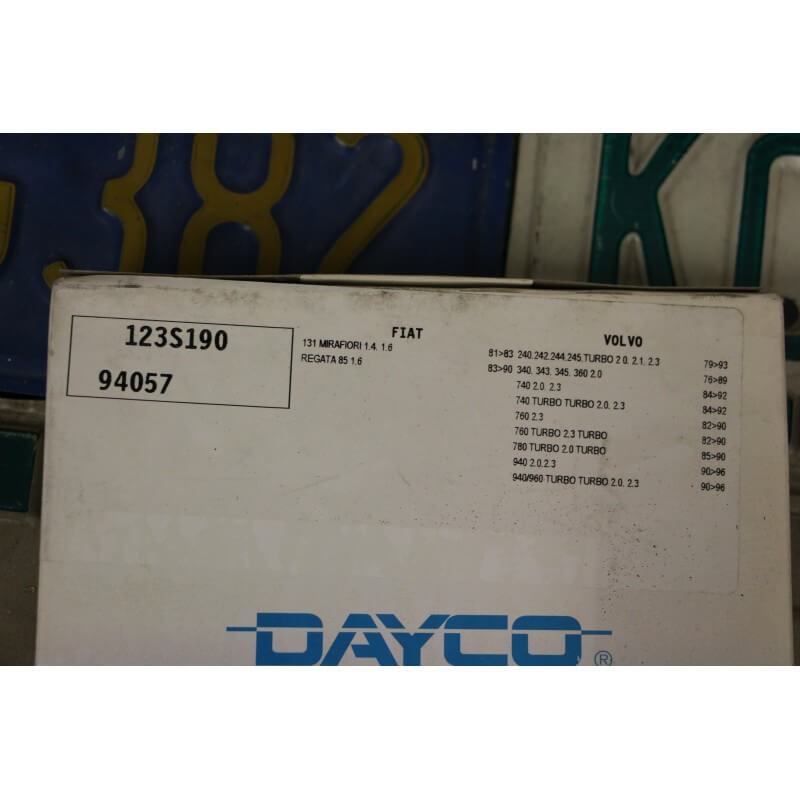 382
KC
123S190
94057
FIAT
131 MIRAFIORI 1.4. 1.6 81>83
REGATA 85 1.6 83>90
VOLVO
240.242.244.245.TURBO 2.0. 2.1. 2.3 79>93
340. 343. 345. 360 2.0 76>89
740 2.0. 2.3 84>92
740 TURBO TURBO 2.0. 2.3 84>92
760 2.3 82>90
760 TURBO 2.3 TURBO 82>90
780 TURBO 2.0 TURBO 85>90
940 2.0.2.3 90>96
940/960 TURBO TURBO 2.0. 2.3 90>96
DAYCO®